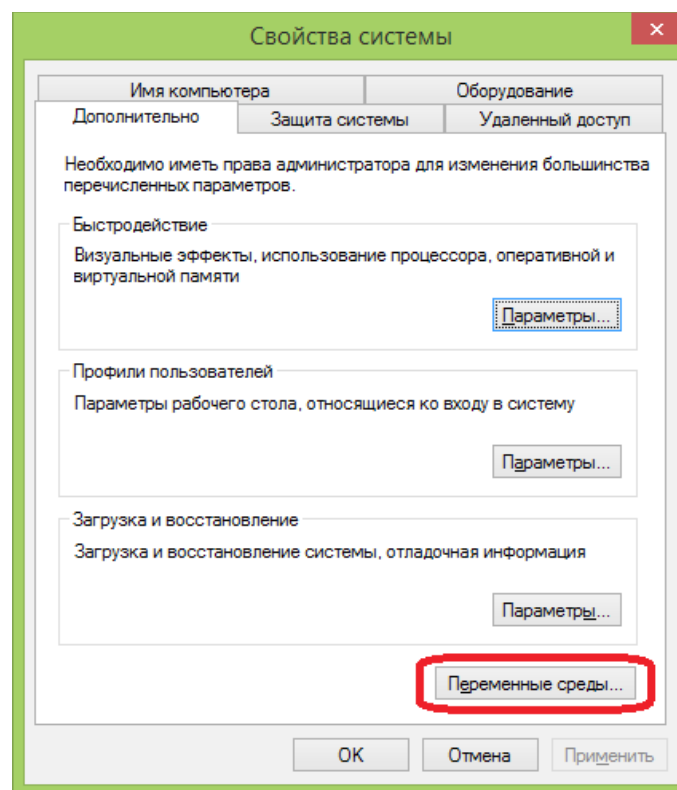 Свойства системы
Имя компьютера
Оборудование
Дополнительно
Защита системы
Удаленный доступ
Необходимо иметь права администратора для изменения большинства
перечисленных параметров.
Быстродействие
Визуальные эффекты, использование процессора, оперативной и
виртуальной памяти
Параметры...
Профили пользователей
Параметры рабочего стола, относящиеся ко входу в систему
Параметры...
Загрузка и восстановление
Загрузка и восстановление системы, отладочная информация
Параметры...
Переменные среды...
ОК
Отмена
Применить